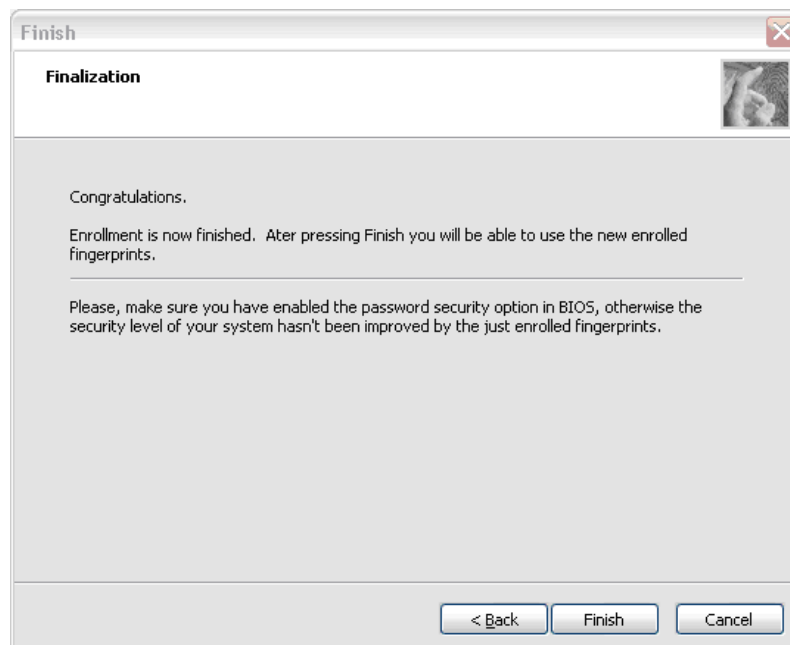 Finish
Finalization
Congratulations.
Enrollment is now finished.  Ater pressing Finish you will be able to use the new enrolled
fingerprints.
Please, make sure you have enabled the password security option in BIOS, otherwise the
security level of your system hasn't been improved by the just enrolled fingerprints.
< Back
Finish
Cancel